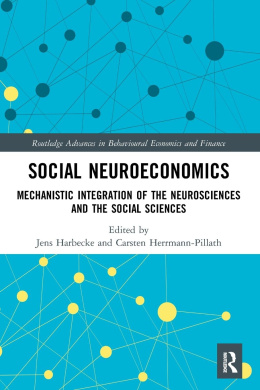 Routledge Advances in Behavioural Economics and Finance
SOCIAL NEUROECONOMICS
MECHANISTIC INTEGRATION OF THE NEUROSCIENCES
AND THE SOCIAL SCIENCES
Edited by
Jens Harbecke and Carsten Herrmann-Pillath
R
ROUTLEDGE